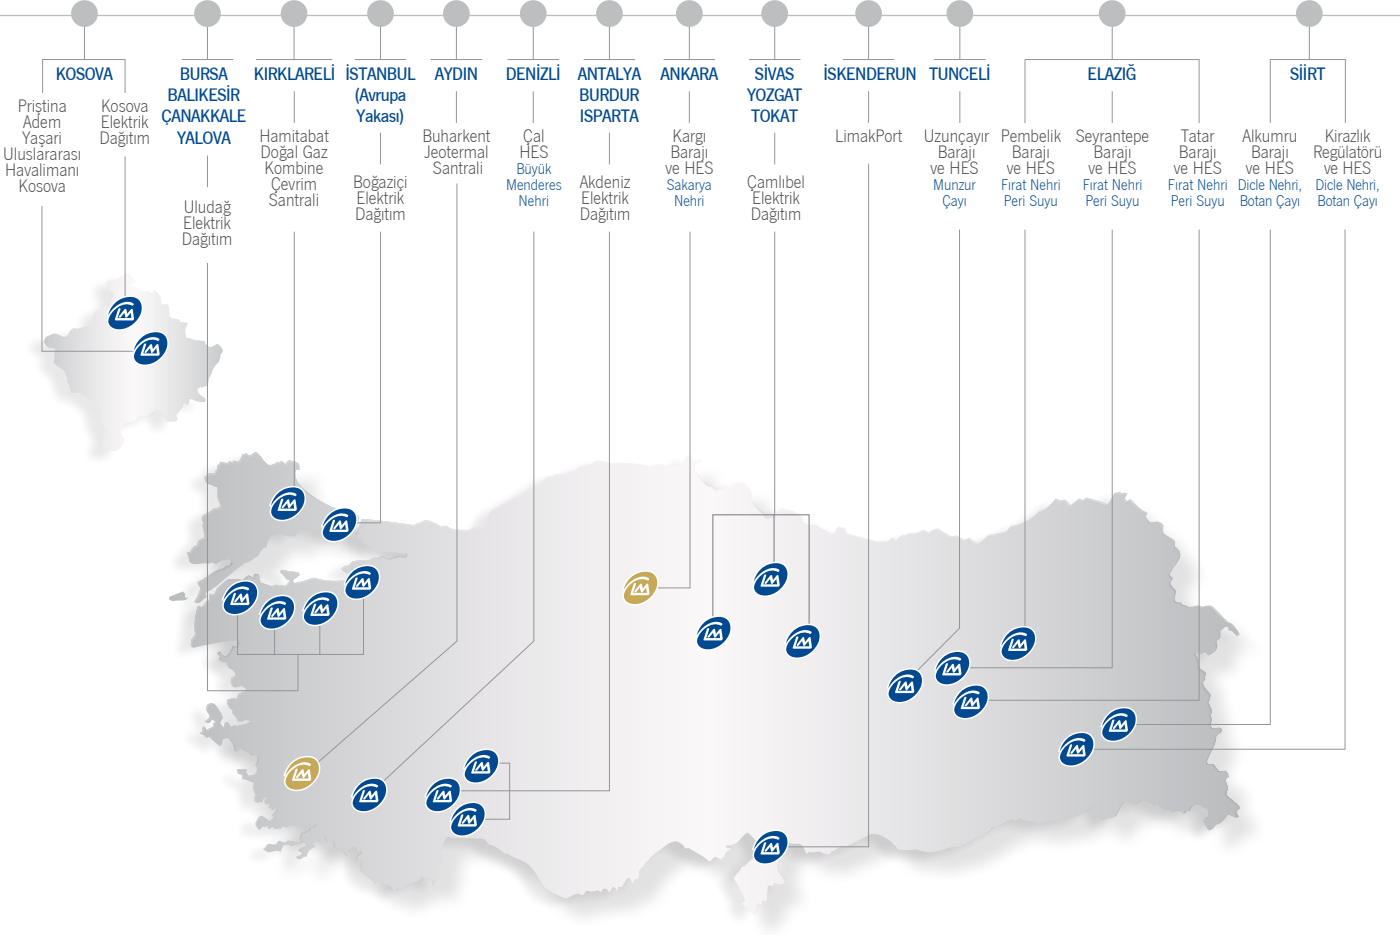 KOSOVA
Priştina
Adem
Yaşari
Uluslararası
Havalimanı
Kosova
Kosova
Elektrik
Dağıtım
BURSA
BALIKESİR
ÇANAKKALE
YALOVA
Uludağ
Elektrik
Dağıtım
KIRKLARELİ
Hamitabat
Doğal Gaz
Kombine
Çevrim
Santrali
İSTANBUL
(Avrupa
Yakası)
Boğaziçi
Elektrik
Dağıtım
AYDIN
Buharkent
Jeotermal
Santrali
DENİZLİ
Çal
HES
Büyük
Menderes
Nehri
ANTALYA
BURDUR
ISPARTA
Akdeniz
Elektrik
Dağıtım
ANKARA
Kargı
Barajı
ve HES
Sakarya
Nehri
SİVAS
YOZGAT
TOKAT
Çamlıbel
Elektrik
Dağıtım
İSKENDERUN
LimakPort
TUNCELİ
Uzunçayır
Barajı
ve HES
Munzur
Çayı
ELAZIĞ
Pembelik
Barajı
ve HES
Fırat Nehri
Peri Suyu
Seyrantepe
Barajı
ve HES
Fırat Nehri
Peri Suyu
Tatar
Barajı
ve HES
Fırat Nehri
Peri Suyu
SİİRT
Alkumru
Barajı
ve HES
Dicle Nehri,
Botan Çayı
Kirazlık
Regülatörü
ve HES
Dicle Nehri,
Botan Çayı